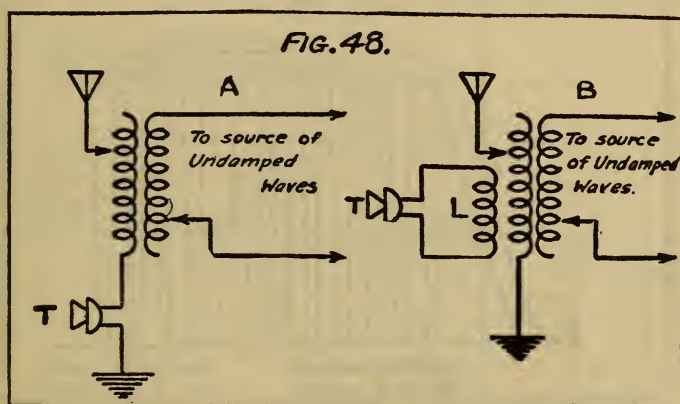 FIG. 48.
A
To source of
Undamped
Waves
T
B
To source
of Undamped
Waves.
T
L